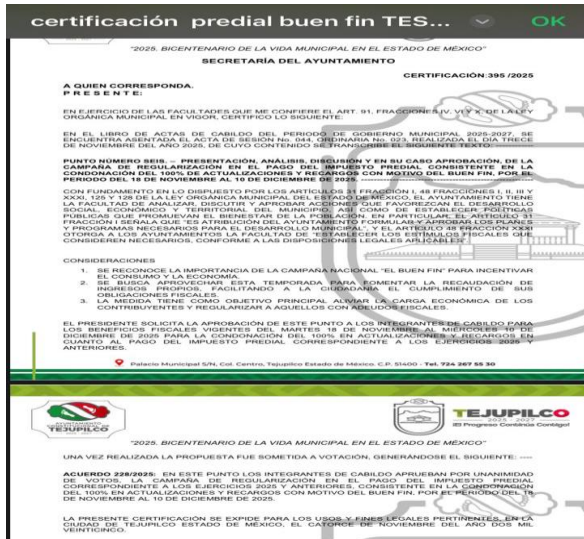 certificación predial buen fin TES...
OK
"2025. BICENTENARIO DE LA VIDA MUNICIPAL EN EL ESTADO DE MÉXICO"
SECRETARÍA DEL AYUNTAMIENTO
CERTIFICACIÓN:395 /2025
A QUIEN CORRESPONDA.
P R E S E N T E:
EN EJERCICIO DE LAS FACULTADES QUE ME CONFIERE EL ART. 91, FRACCIONES IV, VI Y X, DE LA LEY
ORGÁNICA MUNICIPAL EN VIGOR, CERTIFICO LO SIGUIENTE:
EN EL LIBRO DE ACTAS DE CABILDO DEL PERIODO DE GOBIERNO MUNICIPAL 2025-2027, SE
ENCUENTRA ASENTADA EL ACTA DE SESIÓN No. 044, ORDINARIA NO. 023, REALIZADA EL DÍA TRECE
DE NOVIEMBRE DEL AÑO 2025, DE CUYO CONTENIDO SE TRANSCRIBE EL SIGUIENTE TEXTO:
PUNTO NÚMERO SEIS. – PRESENTACIÓN, ANÁLISIS, DISCUSIÓN Y EN SU CASO APROBACIÓN, DE LA
CAMPAÑA DE REGULARIZACIÓN EN EL PAGO DEL IMPUESTO PREDIAL CONSISTENTE EN LA
CONDONACIÓN DEL 100% DE ACTUALIZACIONES Y RECARGOS CON MOTIVO DEL BUEN FIN, POR EL
PERIODO DEL 18 DE NOVIEMBRE AL 10 DE DICIEMBRE DE 2025.
CON FUNDAMENTO EN LO DISPUESTO POR LOS ARTÍCULOS 31 FRACCIÓN I, 48 FRACCIONES I, II, III Y
XXXI, 125 Y 128 DE LA LEY ORGÁNICA MUNICIPAL DEL ESTADO DE MÉXICO, EL AYUNTAMIENTO TIENE
LA FACULTAD DE ANALIZAR, DISCUTIR Y APROBAR ACCIONES QUE FAVOREZCAN EL DESARROLLO
SOCIAL, ECONÓMICO Y TERRITORIAL DEL MUNICIPIO, ASÍ COMO DE ESTABLECER POLÍTICAS
PÚBLICAS QUE PROMUEVAN EL BIENESTAR DE LA POBLACIÓN. EN PARTICULAR, EL ARTÍCULO 31
FRACCIÓN I SEÑALA QUE "ES ATRIBUCIÓN DEL AYUNTAMIENTO FORMULAR Y APROBAR LOS PLANES
Y PROGRAMAS NECESARIOS PARA EL DESARROLLO MUNICIPAL", Y EL ARTÍCULO 48 FRACCIÓN XXXI
OTORGA A LOS AYUNTAMIENTOS LA FACULTAD DE "ESTABLECER LOS ESTÍMULOS FISCALES QUE
CONSIDEREN NECESARIOS, CONFORME A LAS DISPOSICIONES LEGALES APLICABLES".
CONSIDERACIONES
1. SE RECONOCE LA IMPORTANCIA DE LA CAMPAÑA NACIONAL "EL BUEN FIN" PARA INCENTIVAR
EL CONSUMO Y LA ECONOMÍA.
2. SE BUSCA APROVECHAR ESTA TEMPORADA PARA FOMENTAR LA RECAUDACIÓN DE
INGRESOS PROPIOS, FACILITANDO A LA CIUDADANÍA EL CUMPLIMIENTO DE SUS
OBLIGACIONES FISCALES.
3. LA MEDIDA TIENE COMO OBJETIVO PRINCIPAL ALIVIAR LA CARGA ECONÓMICA DE LOS
CONTRIBUYENTES Y REGULARIZAR A AQUELLOS CON ADEUDOS FISCALES.
EL PRESIDENTE SOLICITA LA APROBACIÓN DE ESTE PUNTO A LOS INTEGRANTES DE CABILDO PARA
LOS BENEFICIOS FISCALES VIGENTES DEL MARTES 18 DE NOVIEMBRE AL MIÉRCOLES 10 DE
DICIEMBRE DE 2025 PARA LA CONDONACIÓN DEL 100% EN ACTUALIZACIONES Y RECARGOS EN
CUANTO AL PAGO DEL IMPUESTO PREDIAL CORRESPONDIENTE A LOS EJERCICIOS 2025 Y
ANTERIORES.
Palacio Municipal S/N, Col. Centro, Tejupilco Estado de México. C.P. 51400 · Tel. 724 267 55 30
TEJUPILCO
TEJUPILCO
¡El Progreso Continúa Contigo!
"2025. BICENTENARIO DE LA VIDA MUNICIPAL EN EL ESTADO DE MÉXICO"
UNA VEZ REALIZADA LA PROPUESTA FUE SOMETIDA A VOTACIÓN, GENERÁNDOSE EL SIGUIENTE: ----
ACUERDO 228/2025: EN ESTE PUNTO LOS INTEGRANTES DE CABILDO APRUEBAN POR UNANIMIDAD
DE VOTOS, LA CAMPAÑA DE REGULARIZACIÓN EN EL PAGO DEL IMPUESTO PREDIAL
CORRESPONDIENTE A LOS EJERCICIOS 2025 Y ANTERIORES, CONSISTENTE EN LA CONDONACIÓN
DEL 100% EN ACTUALIZACIONES Y RECARGOS CON MOTIVO DEL BUEN FIN, POR EL PERIODO DEL 18
DE NOVIEMBRE AL 10 DE DICIEMBRE DE 2025.
LA PRESENTE CERTIFICACIÓN SE EXPIDE PARA LOS USOS Y FINES LEGALES PERTINENTES, EN LA
CIUDAD DE TEJUPILCO ESTADO DE MÉXICO, EL CATORCE DE NOVIEMBRE DEL AÑO DOS MIL
VEINTICINCO.